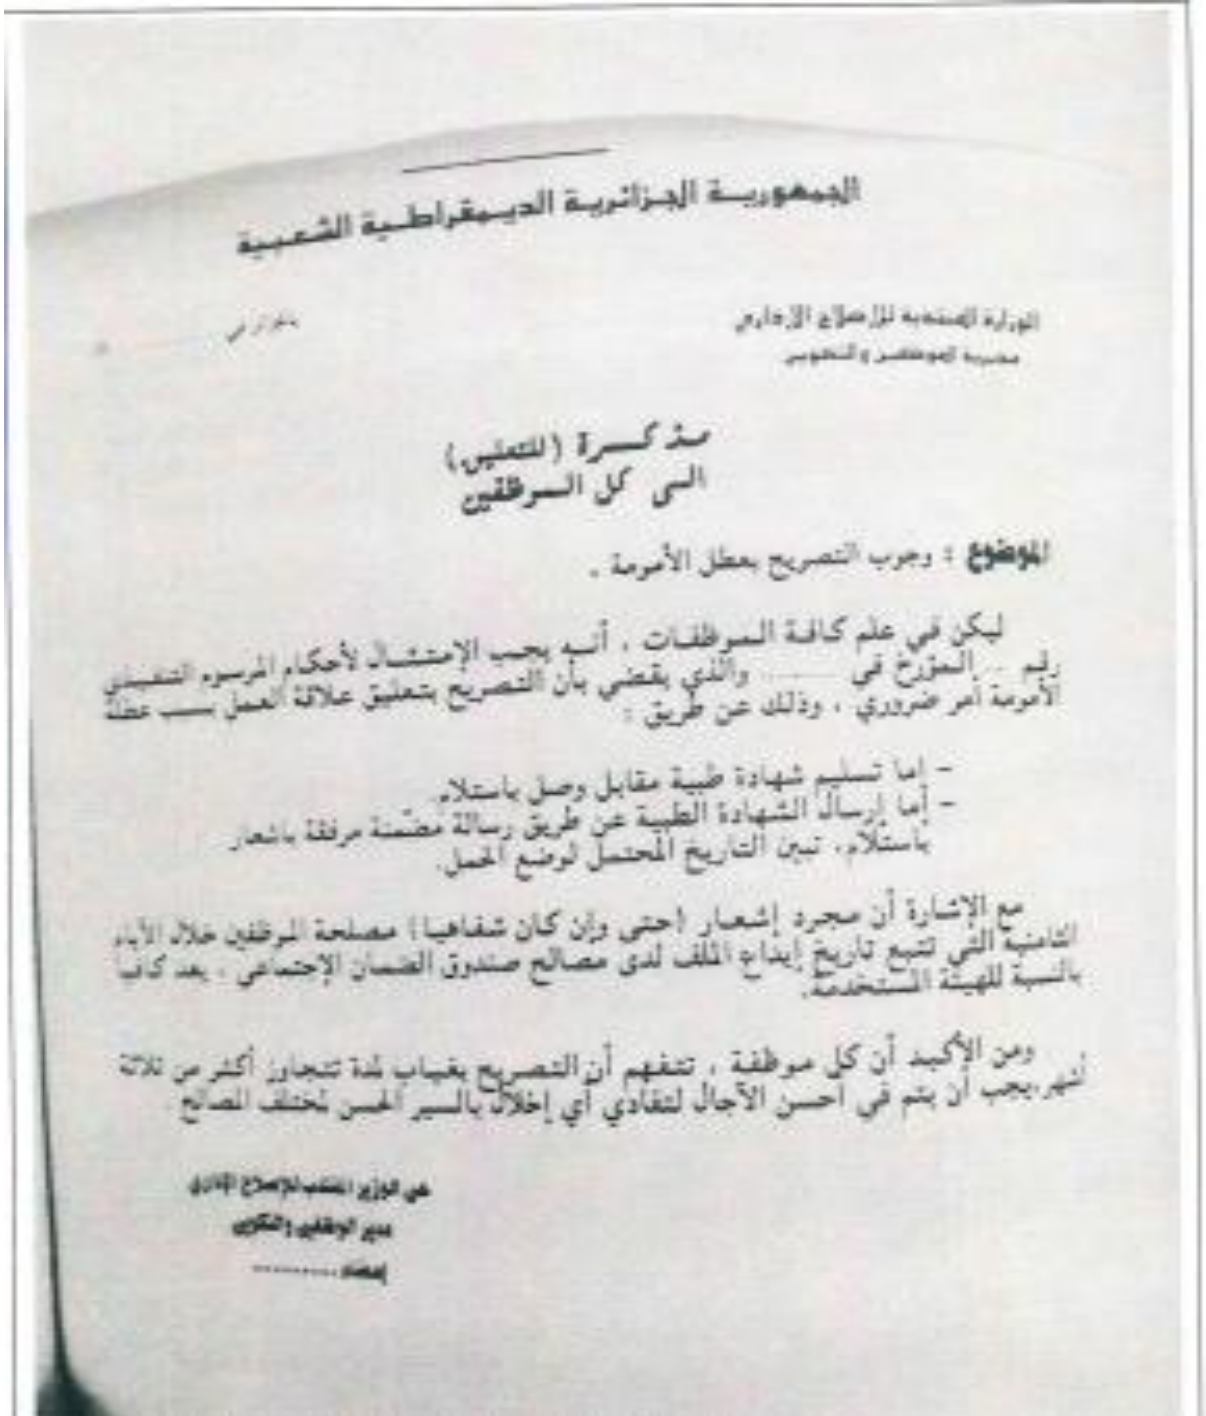 الجمهورية الجزائرية الديمقراطية الشعبية
الوزارة المنتدبة للإصلاح الإداري
بالجزائر في
مديرية الموظفين والتكوين
مذكرة (للتعليق)
الى كل الموظفين
الموضوع : وجوب التصريح بعطل الأمومة .
ليكن في علم كافة الموظفات ، أنه يجب الإمتثال لأحكام المرسوم التنفيذي
رقم .. المؤرخ في ........ والذي يقضي بأن التصريح بتعليق علاقة العمل بسبب عطلة
الأمومة أمر ضروري ، وذلك عن طريق :
- إما تسليم شهادة طبية مقابل وصل باستلام.
- أما إرسال الشهادة الطبية عن طريق رسالة مضمنة مرفقة باشعار
باستلام، تبين التاريخ المحتمل لوضع الحمل.
مع الإشارة أن مجرد إشعار (حتى وإن كان شفاهيا) مصلحة الموظفين خلال الأيام
الثامنية التي تتبع تاريخ إيداع الملف لدى مصالح صندوق الضمان الإجتماعي ، يعد كافيا
بالنسبة للهيئة المستخدمة.
ومن الأكيد أن كل موظفة ، تتفهم أن التصريح بغياب لمدة تتجاوز أكثر من ثلاثة
أشهر،يجب أن يتم في أحسن الآجال لتفادي أي إخلال بالسير الحسن لمختلف المصالح .
عن الوزير المنتدب للإصلاح الإداري
مدير الموظفين والتكوين
إمضاء ..........